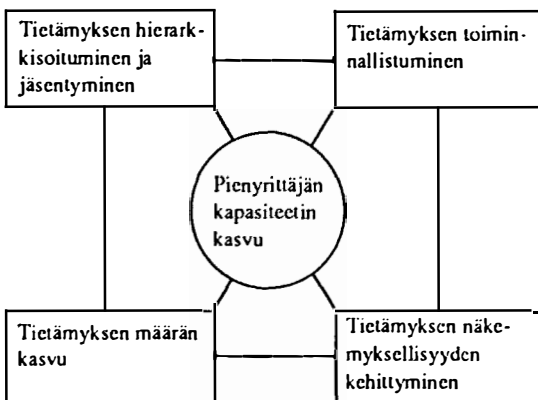 Tietämyksen hierark-
kisoituminen ja
jäsentyminen
Tietämyksen toimin-
nallistuminen
Pienyrittäjän
kapasiteetin
kasvu
Tietämyksen määrän
kasvu
Tietämyksen näke-
myksellisyyden
kehittyminen